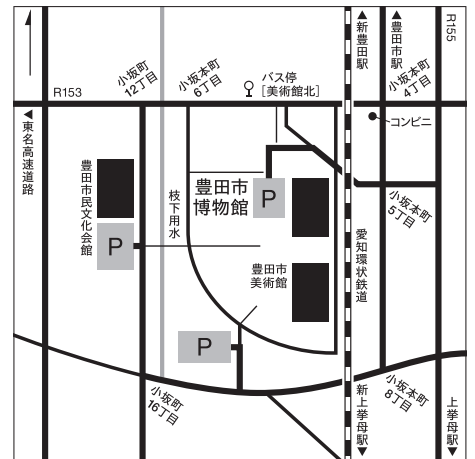 ▲新豊田駅
▲豊田市駅
R155
小坂町
12丁目
小坂本町
6丁目
バス停
[美術館北]
小坂本町
4丁目
R153
コンビニ
▲東名高速道路
豊田市民文化会館
P
枝下用水
豊田市
博物館
P
小坂本町
5丁目
愛知環状鉄道
豊田市
美術館
P
小坂町
16丁目
新上挙母駅▼
小坂本町
8丁目
上挙母駅▼